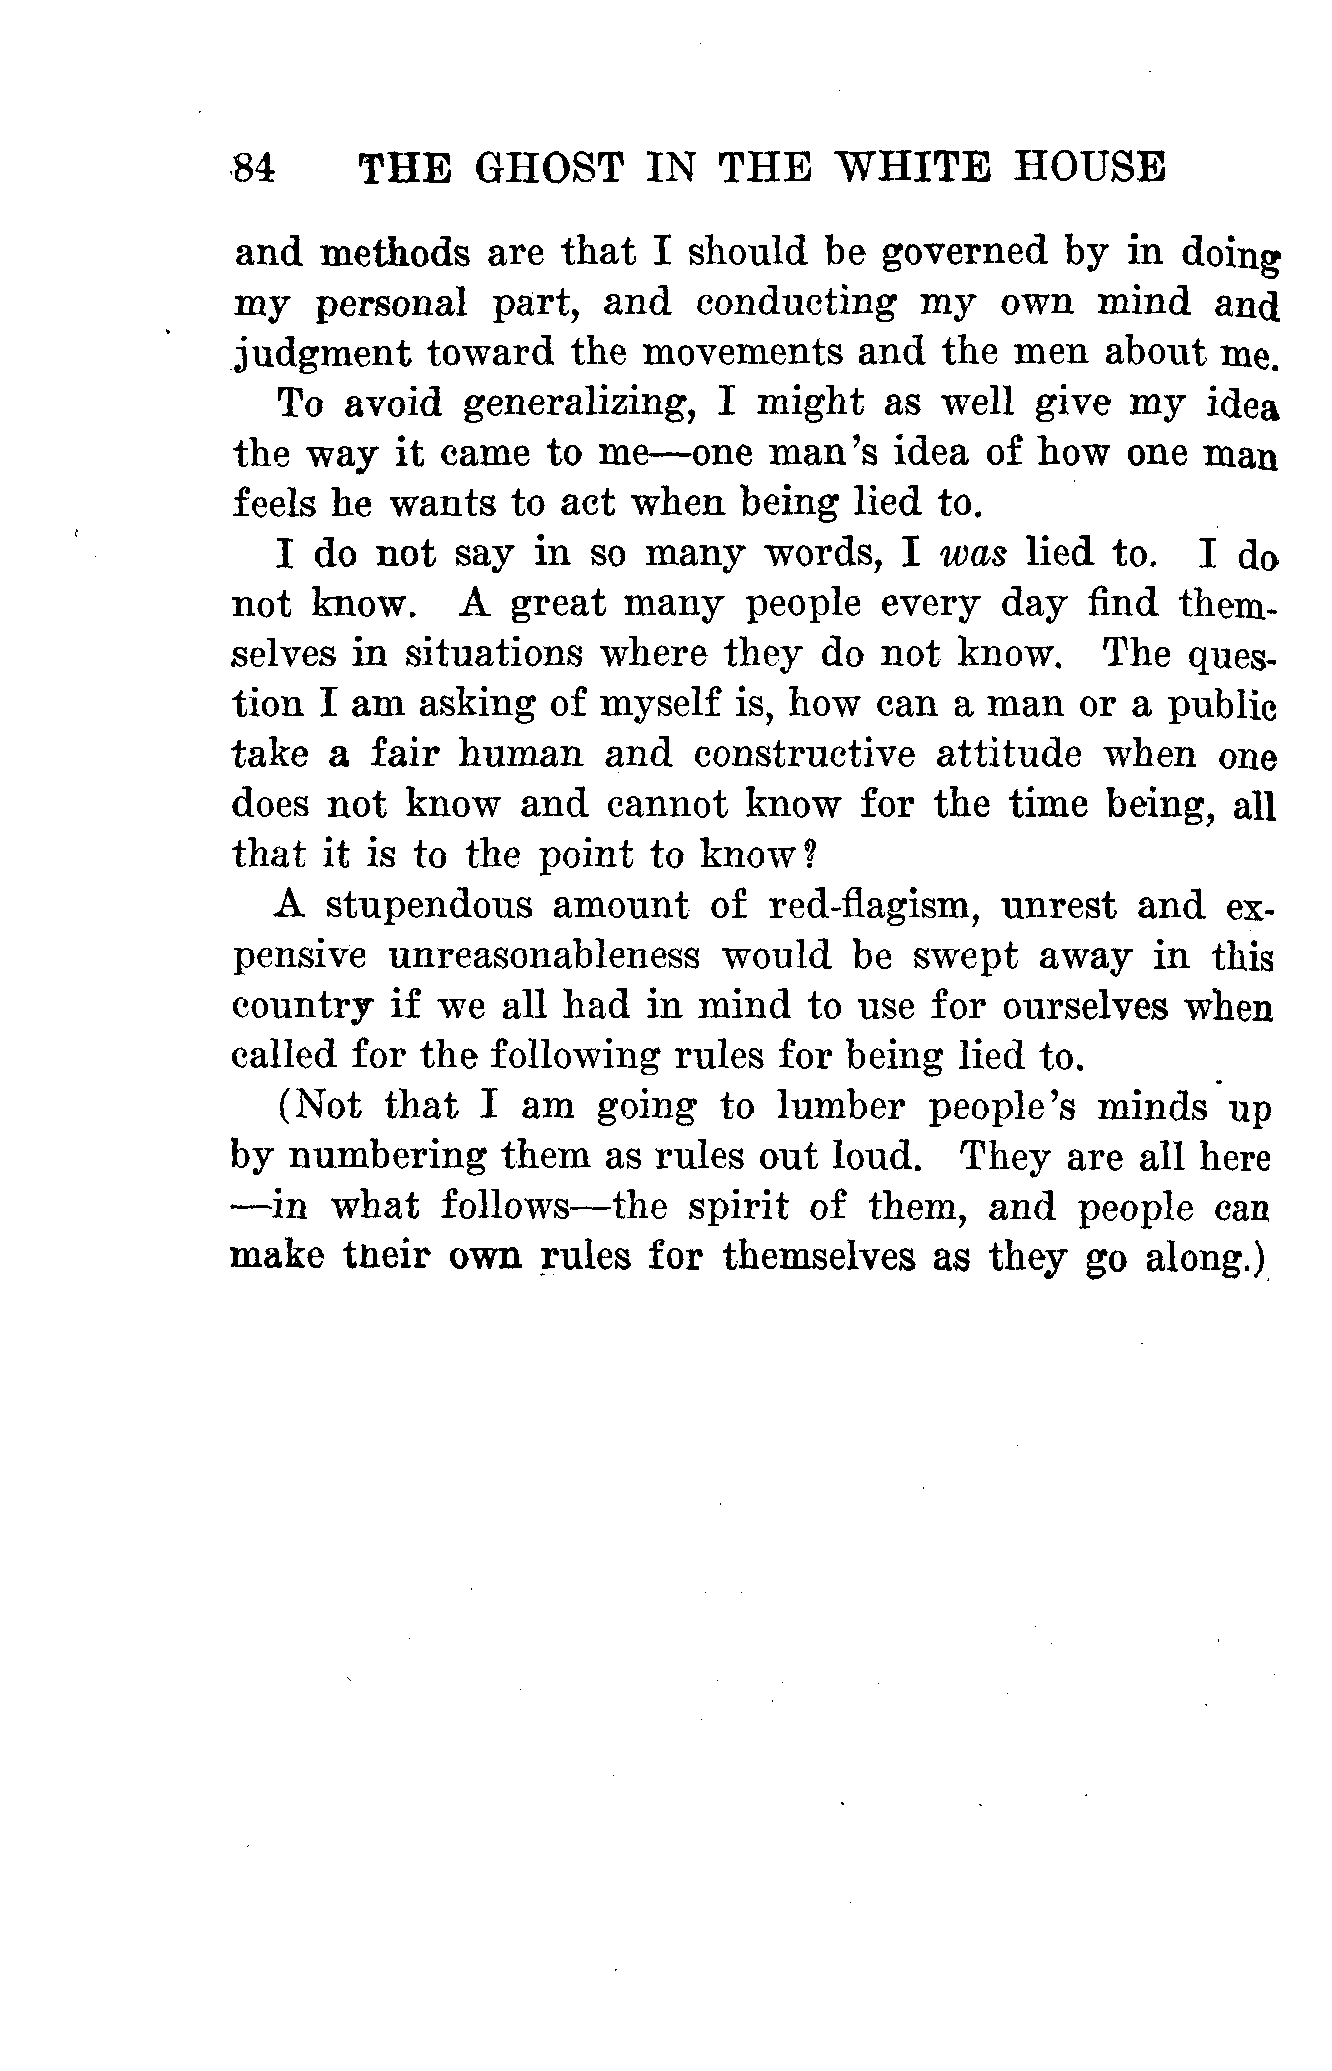 84 THE GHOST IN THE WHITE HOUSE
and methods are that I should be governed by in doing
my personal part, and conducting my own mind and
judgment toward the movements and the men about me.
To avoid generalizing, I might as well give my idea
the way it came to me—one man's idea of how one man
feels he wants to act when being lied to.
I do not say in so many words, I was lied to. I do
not know. A great many people every day find them-
selves in situations where they do not know. The ques-
tion I am asking of myself is, how can a man or a public
take a fair human and constructive attitude when one
does not know and cannot know for the time being, all
that it is to the point to know?
A stupendous amount of red-flagism, unrest and ex-
pensive unreasonableness would be swept away in this
country if we all had in mind to use for ourselves when
called for the following rules for being lied to.
(Not that I am going to lumber people's minds up
by numbering them as rules out loud. They are all here
—in what follows—the spirit of them, and people can
make their own rules for themselves as they go along.)